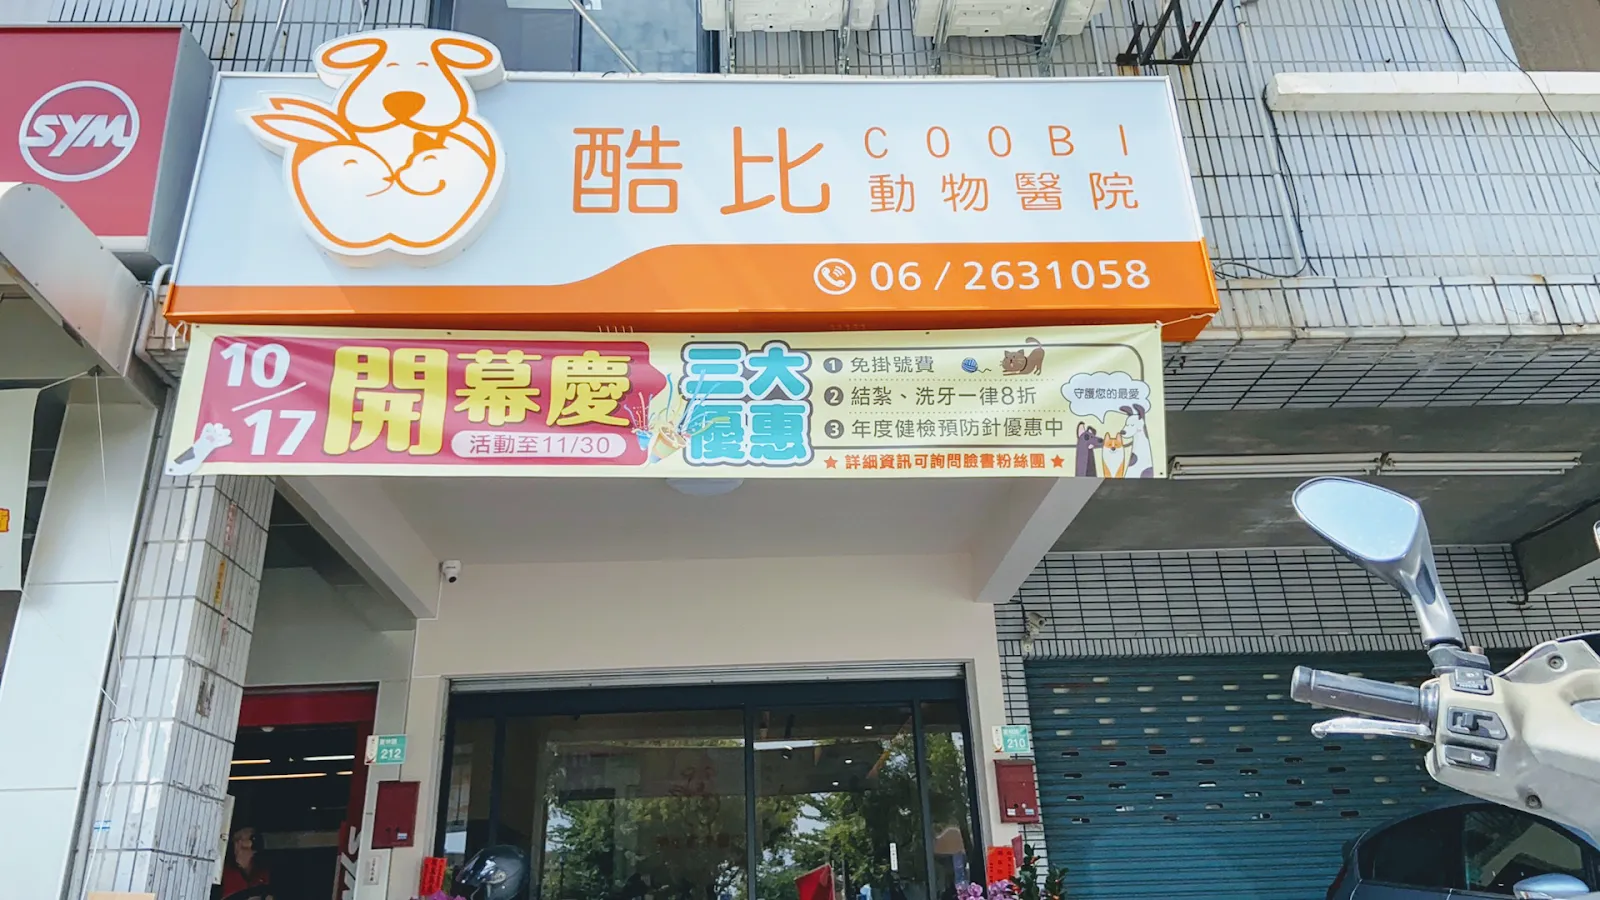 SYM
酷比
COOBI
動物醫院
06/2631058
10/17
開幕慶
活動至11/30
三大
優惠
1 免掛號費
2 結紮、洗牙一律8折
3 年度健檢預防針優惠中
★ 詳細資訊可詢問臉書粉絲團 ★
守護您的最愛
212
210